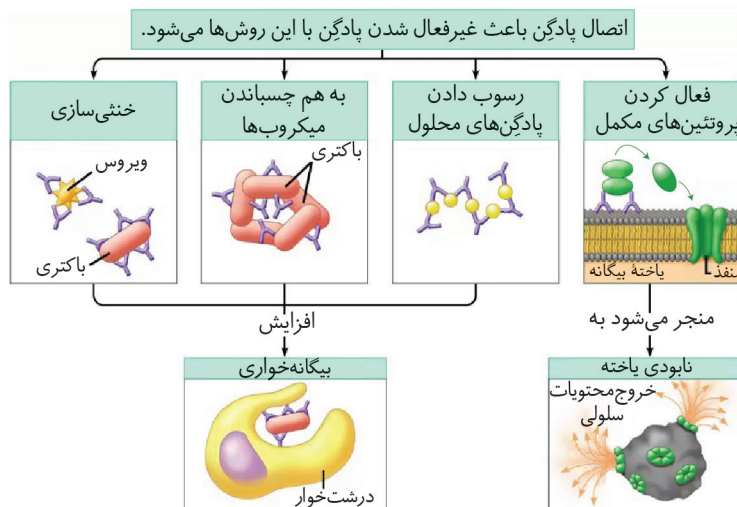 اتصال پادگِن باعث غیرفعال شدن پادگِن با این روش‌ها می‌شود.
فعال کردن
پروتئین‌های مکمل
رسوب دادن
پادگِن‌های محلول
به هم چسباندن
میکروب‌ها
خنثی‌سازی
منفذ
یاختهٔ بیگانه
باکتری
ویروس
باکتری
منجر می‌شود به
افزایش
نابودی یاخته
خروج‌محتویات
سلولی
بیگانه‌خواری
درشت‌خوار